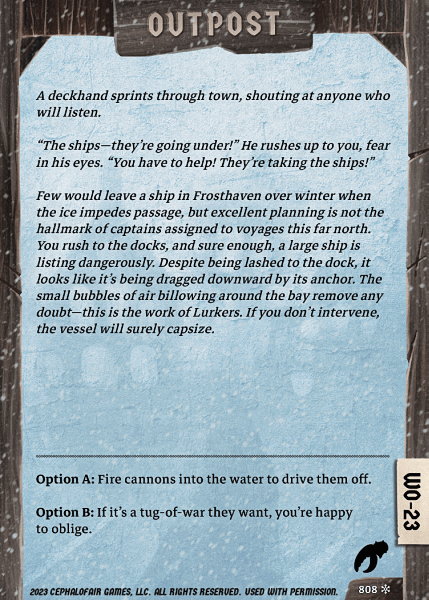 OUTPOST
A deckhand sprints through town, shouting at anyone who
will listen.
“The ships—they’re going under!” He rushes up to you, fear
in his eyes. “You have to help! They’re taking the ships!”
Few would leave a ship in Frosthaven over winter when
the ice impedes passage, but excellent planning is not the
hallmark of captains assigned to voyages this far north.
You rush to the docks, and sure enough, a large ship is
listing dangerously. Despite being lashed to the dock, it
looks like it’s being dragged downward by its anchor. The
small bubbles of air billowing around the bay remove any
doubt—this is the work of Lurkers. If you don’t intervene,
the vessel will surely capsize.
Option A: Fire cannons into the water to drive them off.
Option B: If it’s a tug-of-war they want, you’re happy
to oblige.
WO-23
2023 CEPHALOFAIR GAMES, LLC. ALL RIGHTS RESERVED. USED WITH PERMISSION.
808